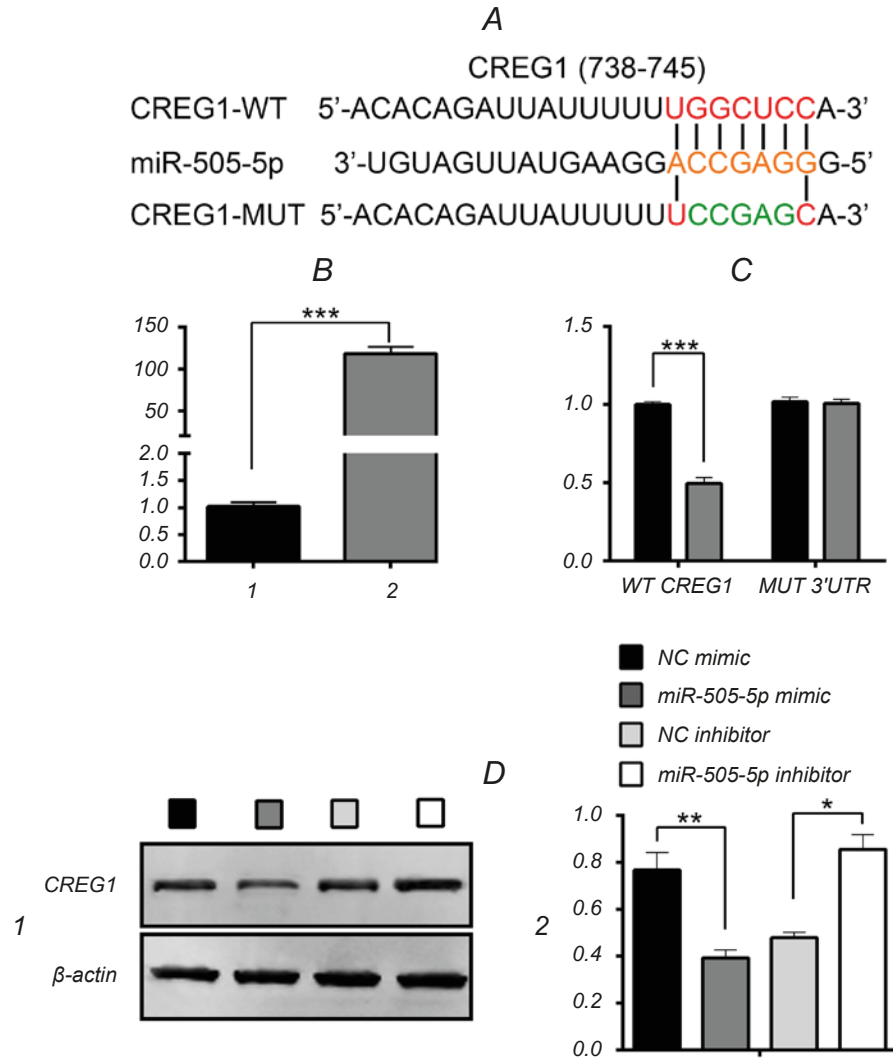 A
CREG1 (738-745)
CREG1-WT 5'-ACACAGAUUAUUUUUUGGCUCCA-3'
miR-505-5p 3'-UGUAGUUAUGAAGGACCGAGGG-5'
CREG1-MUT 5'-ACACAGAUUAUUUUUUCCGAGCA-3'
B
150
100
50
2.0
1.5
1.0
0.5
0.0
***
1
2
C
1.5
1.0
0.5
0.0
***
WT CREG1
MUT 3'UTR
NC mimic
miR-505-5p mimic
NC inhibitor
miR-505-5p inhibitor
D
1
CREG1
β-actin
2
1.0
0.8
0.6
0.4
0.2
0.0
**
*